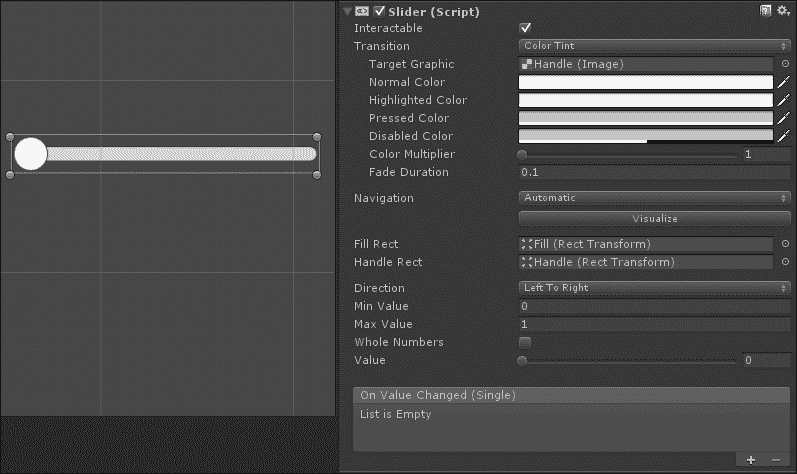 Slider (Script)
Interactable
Transition Color Tint
Target Graphic Handle (Image)
Normal Color
Highlighted Color
Pressed Color
Disabled Color
Color Multiplier 1
Fade Duration 0.1
Navigation Automatic
Visualize
Fill Rect Fill (Rect Transform)
Handle Rect Handle (Rect Transform)
Direction Left To Right
Min Value 0
Max Value 1
Whole Numbers
Value 0
On Value Changed (Single)
List is Empty